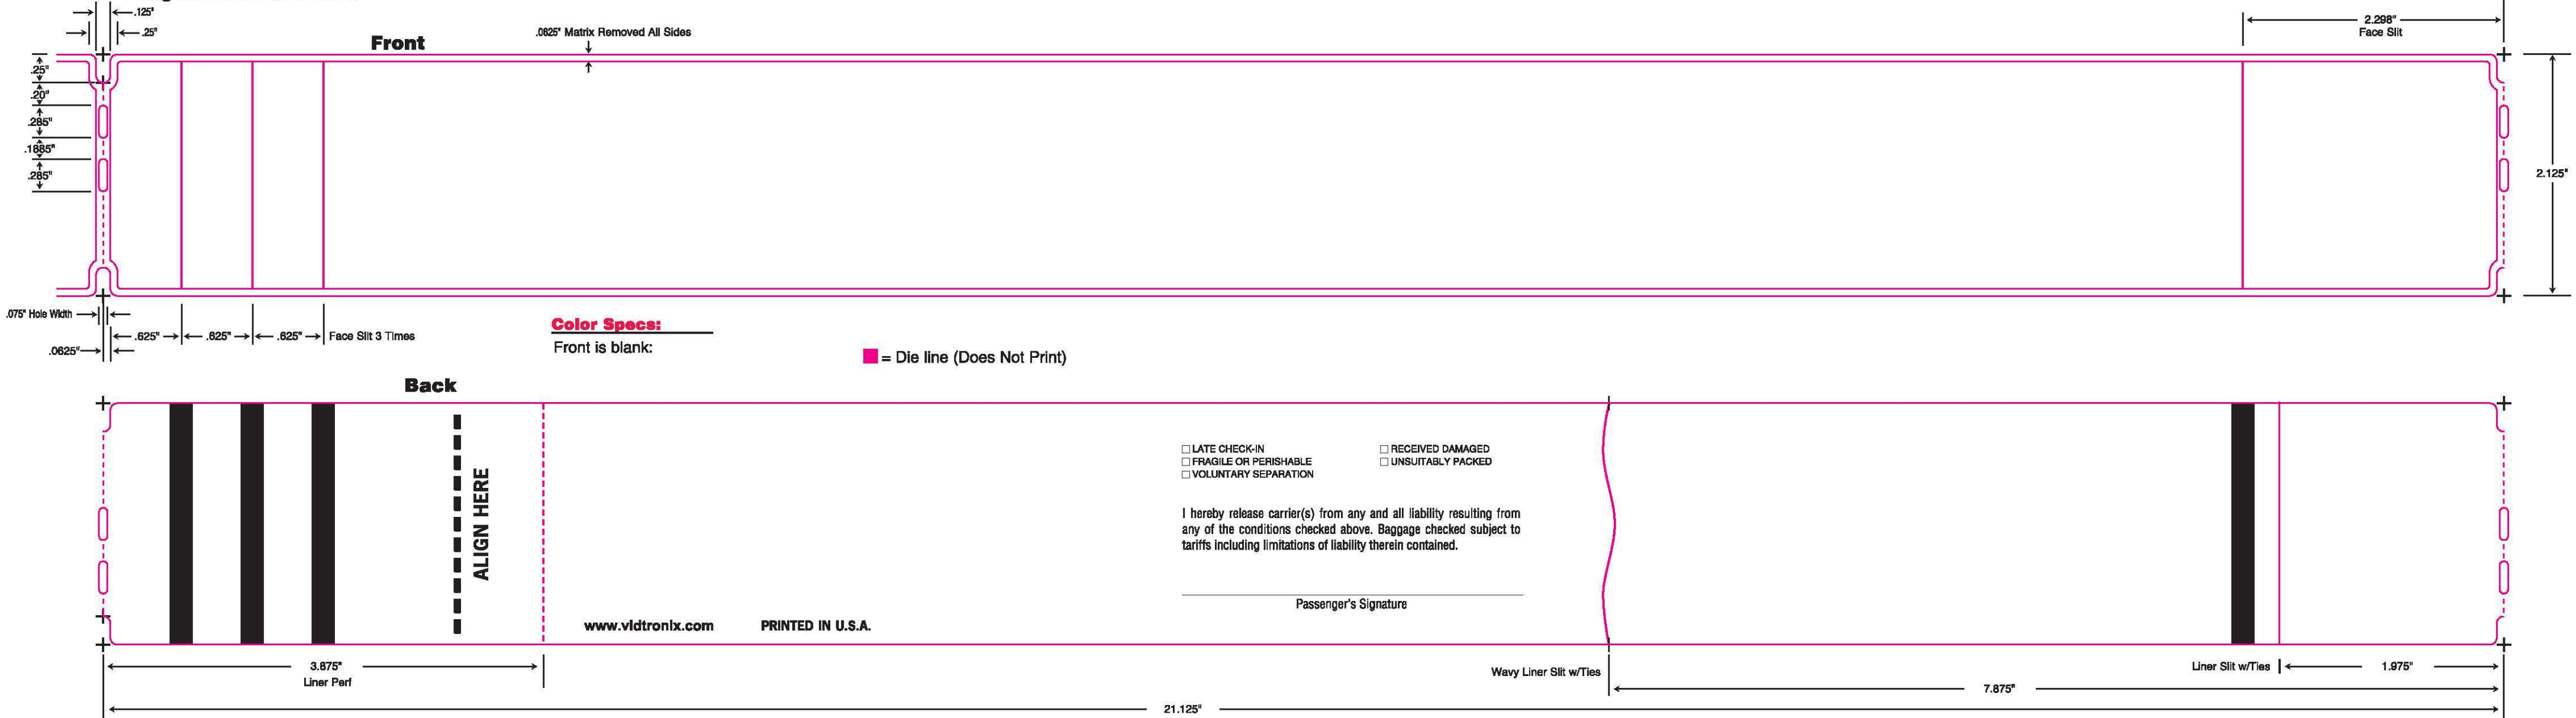 .125"
.25"
Front
.0625" Matrix Removed All Sides
2.298"
Face Slit
.25"
.20"
.285"
.1885"
.285"
2.125"
.075" Hole Width
.625" .625" .625" Face Slit 3 Times
.0625"
Color Specs:
Front is blank:
= Die line (Does Not Print)
Back
ALIGN HERE
LATE CHECK-IN
FRAGILE OR PERISHABLE
VOLUNTARY SEPARATION
RECEIVED DAMAGED
UNSUITABLY PACKED
I hereby release carrier(s) from any and all liability resulting from
any of the conditions checked above. Baggage checked subject to
tariffs including limitations of liability therein contained.
Passenger's Signature
www.vidtronix.com PRINTED IN U.S.A.
3.875"
Liner Perf
Wavy Liner Slit w/Ties
Liner Slit w/Ties
1.975"
7.875"
21.125"